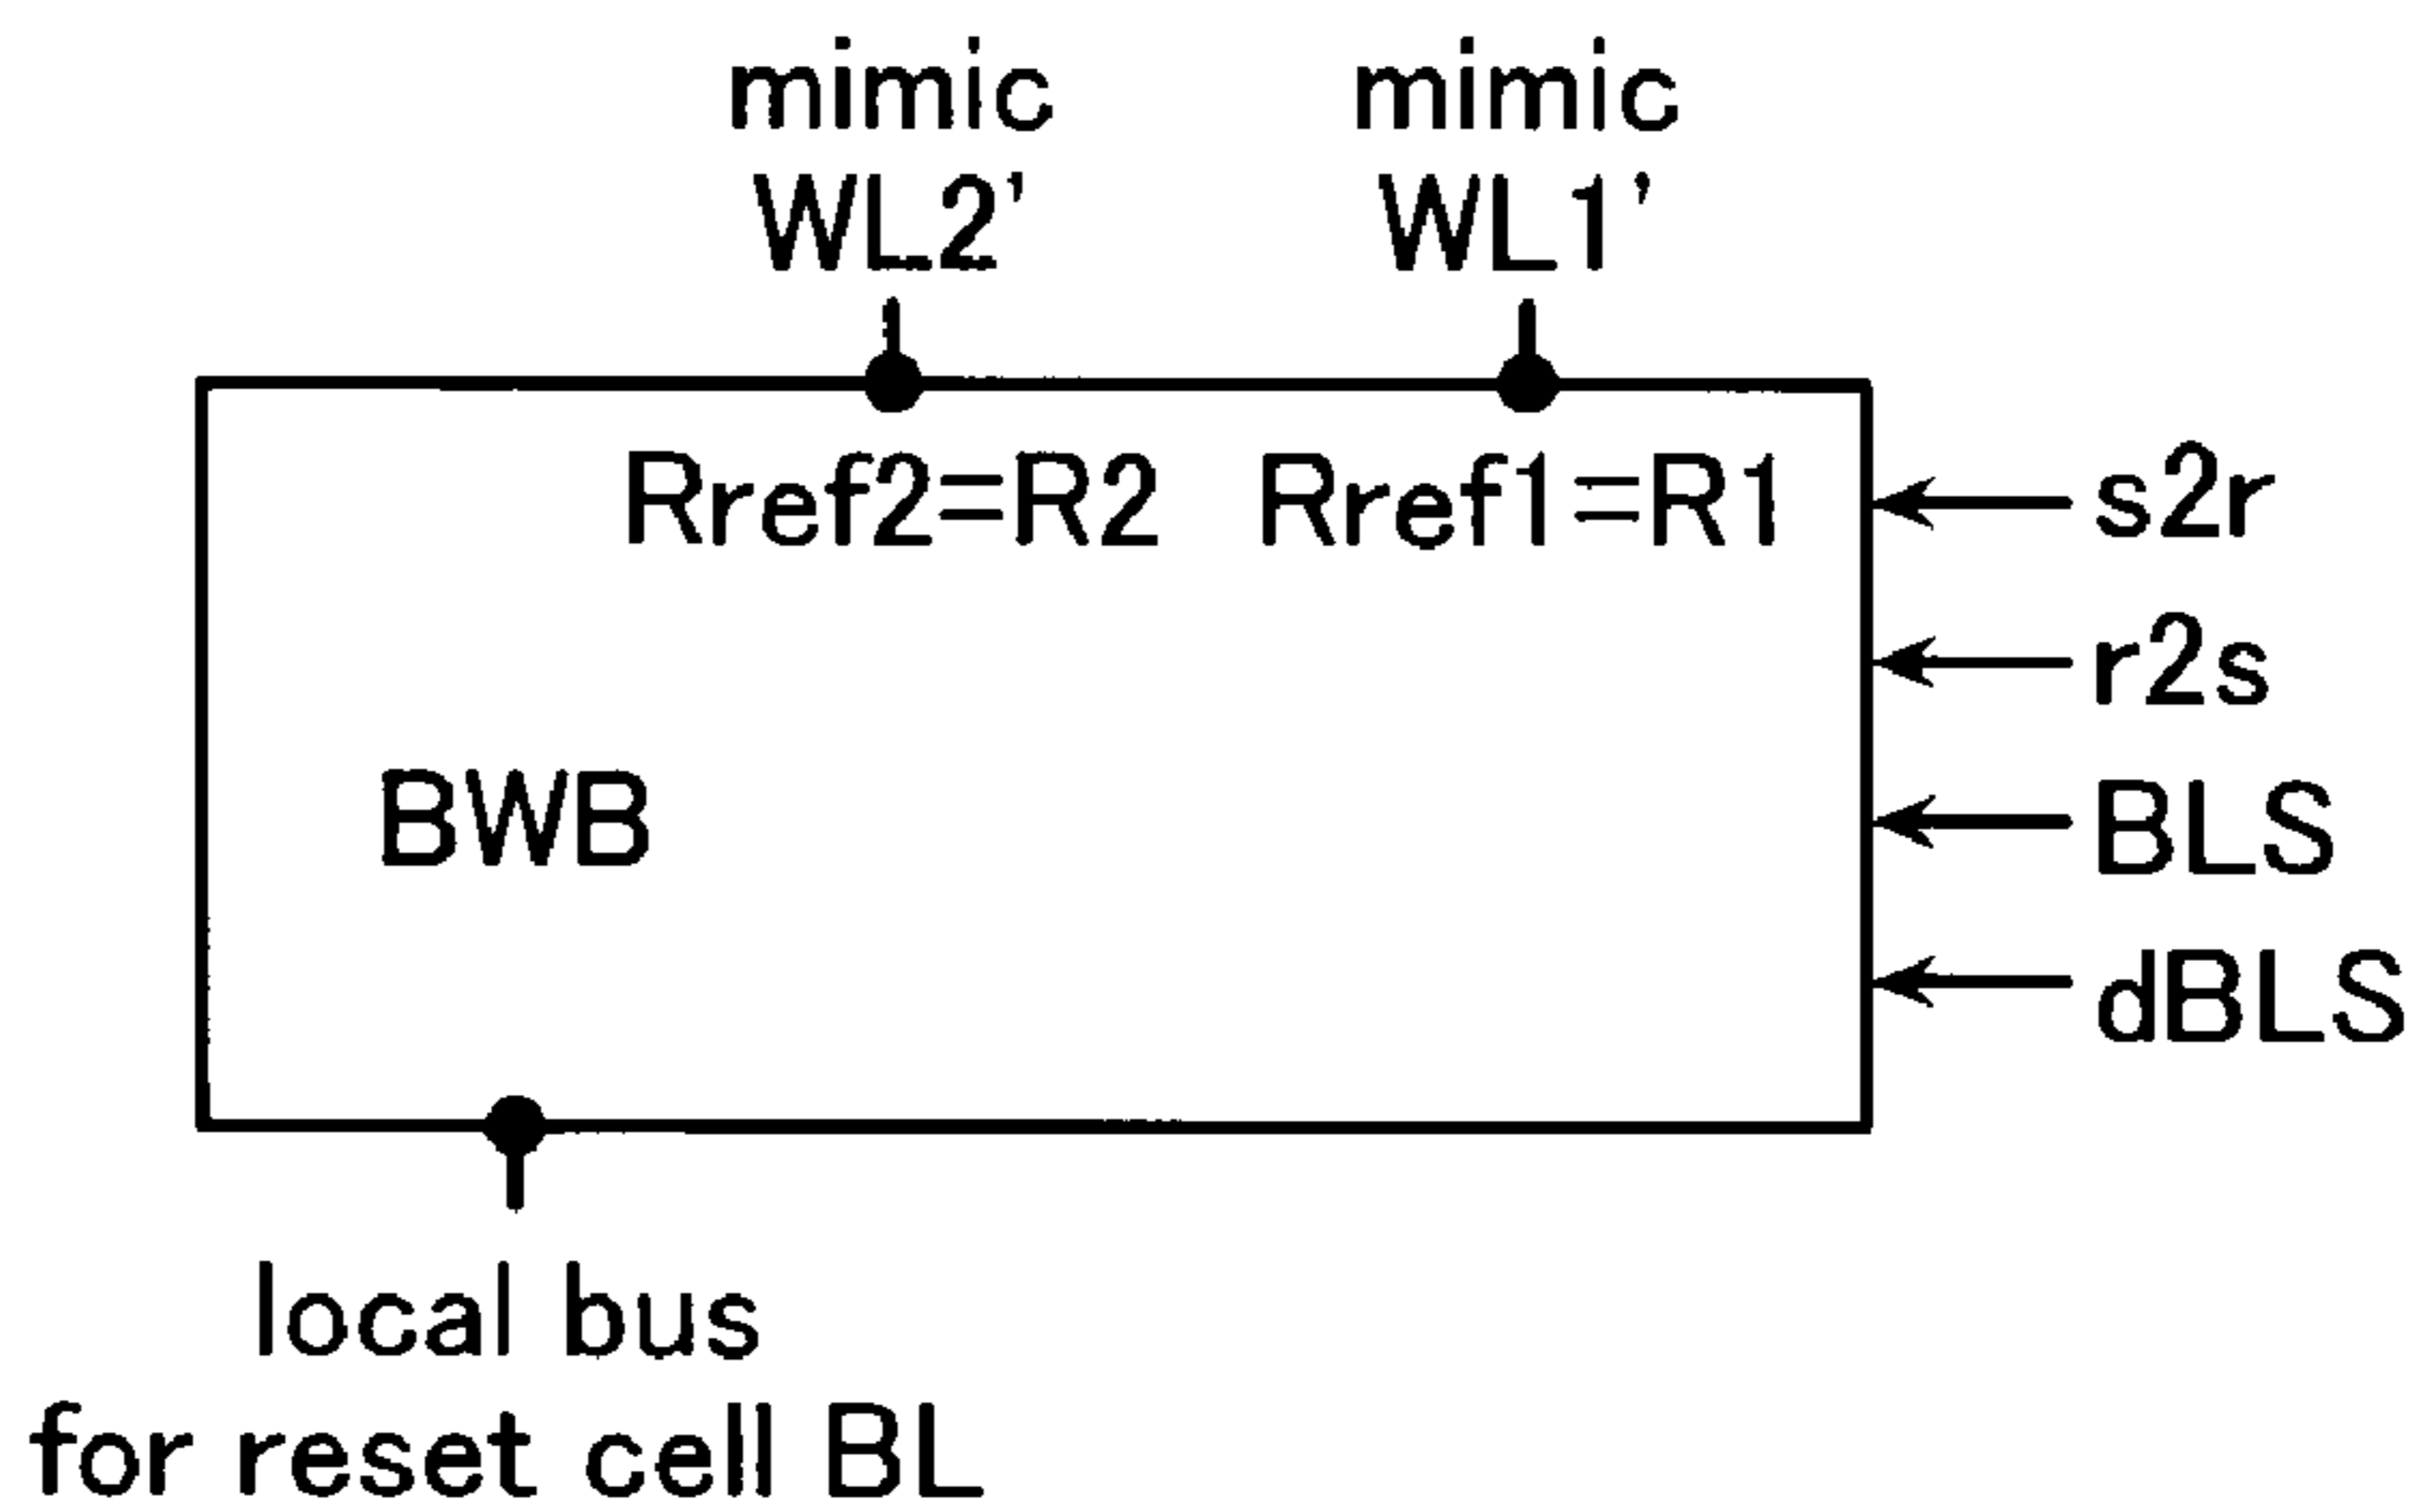 mimic
WL2'
mimic
WL1'
Rref2=R2
Rref1=R1
s2r
r2s
BWB
BLS
dBLS
local bus
for reset cell BL